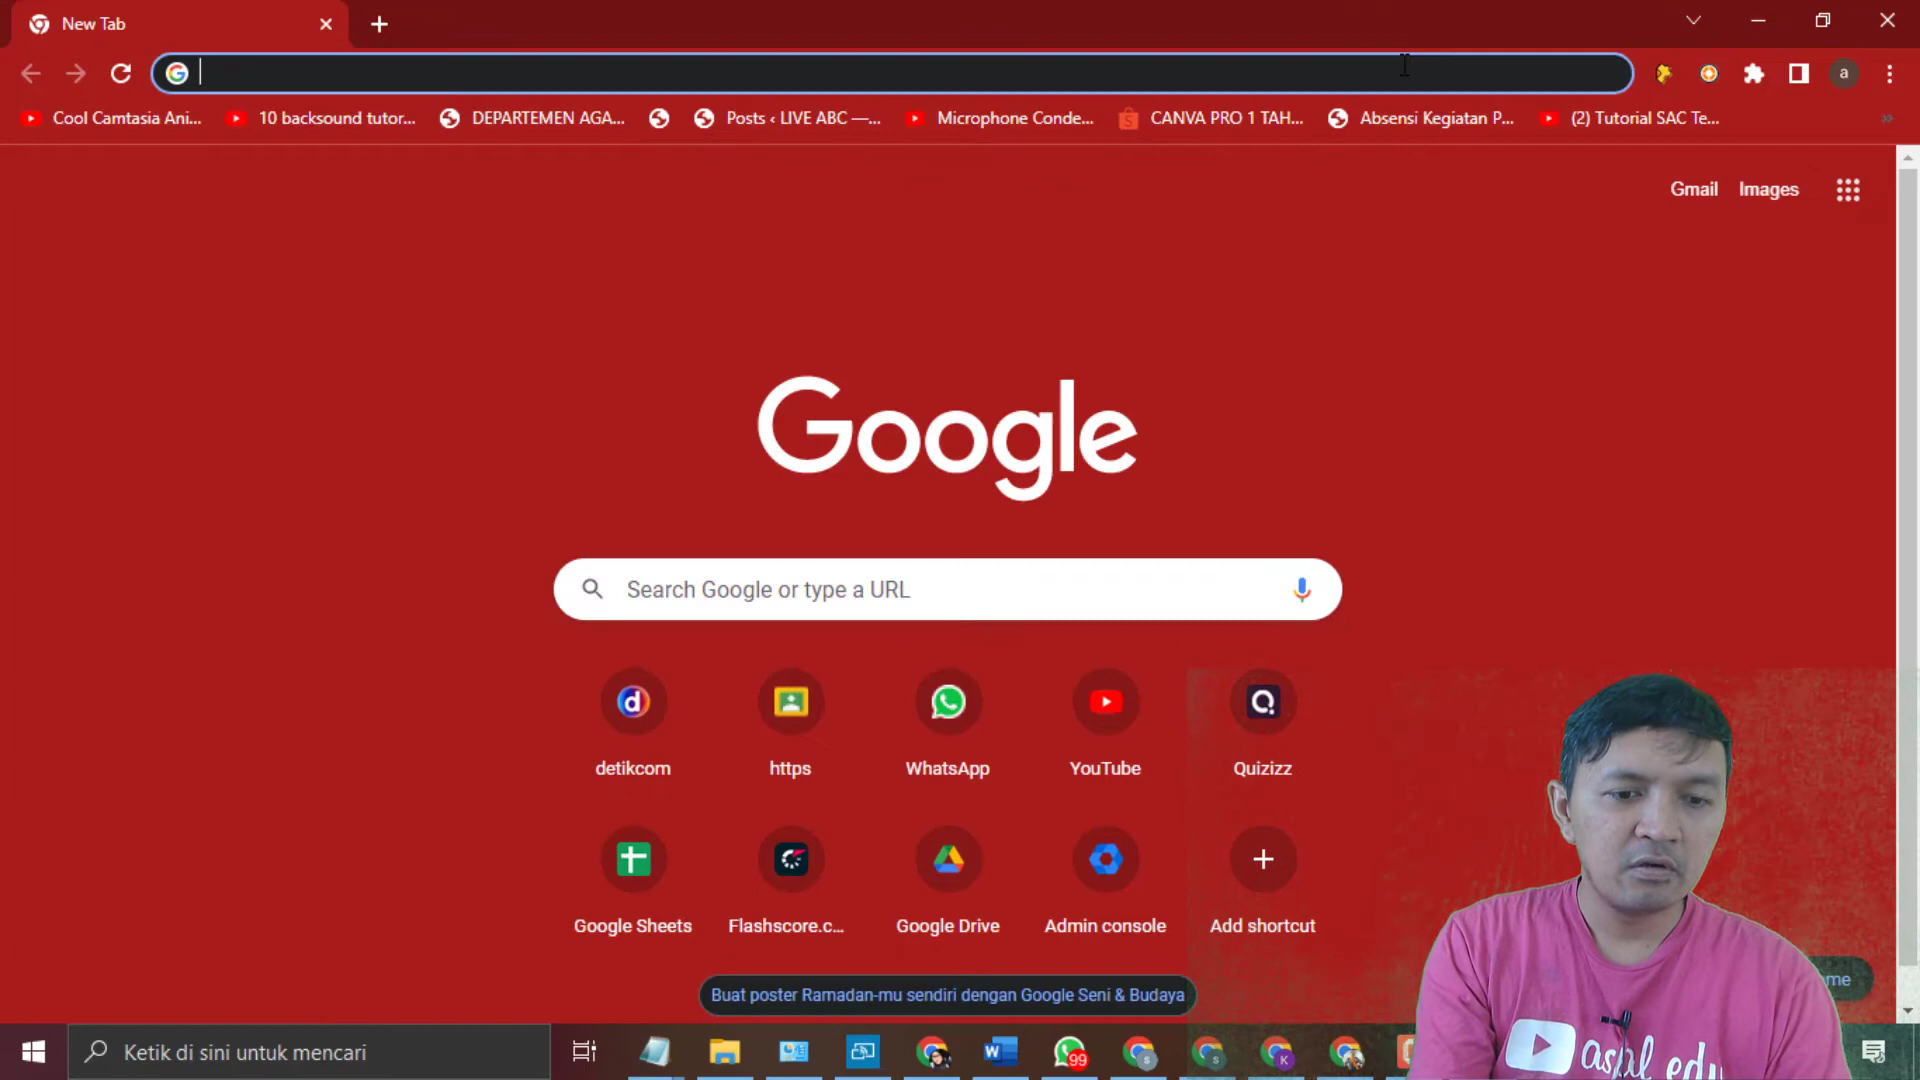 New Tab
Cool Camtasia Ani...
10 backsound tutor...
DEPARTEMEN AGA...
Posts ‹ LIVE ABC —...
Microphone Conde...
CANVA PRO 1 TAH...
Absensi Kegiatan P...
(2) Tutorial SAC Te...
a
Gmail Images
Google
Search Google or type a URL
detikcom
https
WhatsApp
YouTube
Quizizz
Google Sheets
Flashscore.c...
Google Drive
Admin console
Add shortcut
Buat poster Ramadan-mu sendiri dengan Google Seni & Budaya
Ketik di sini untuk mencari
99